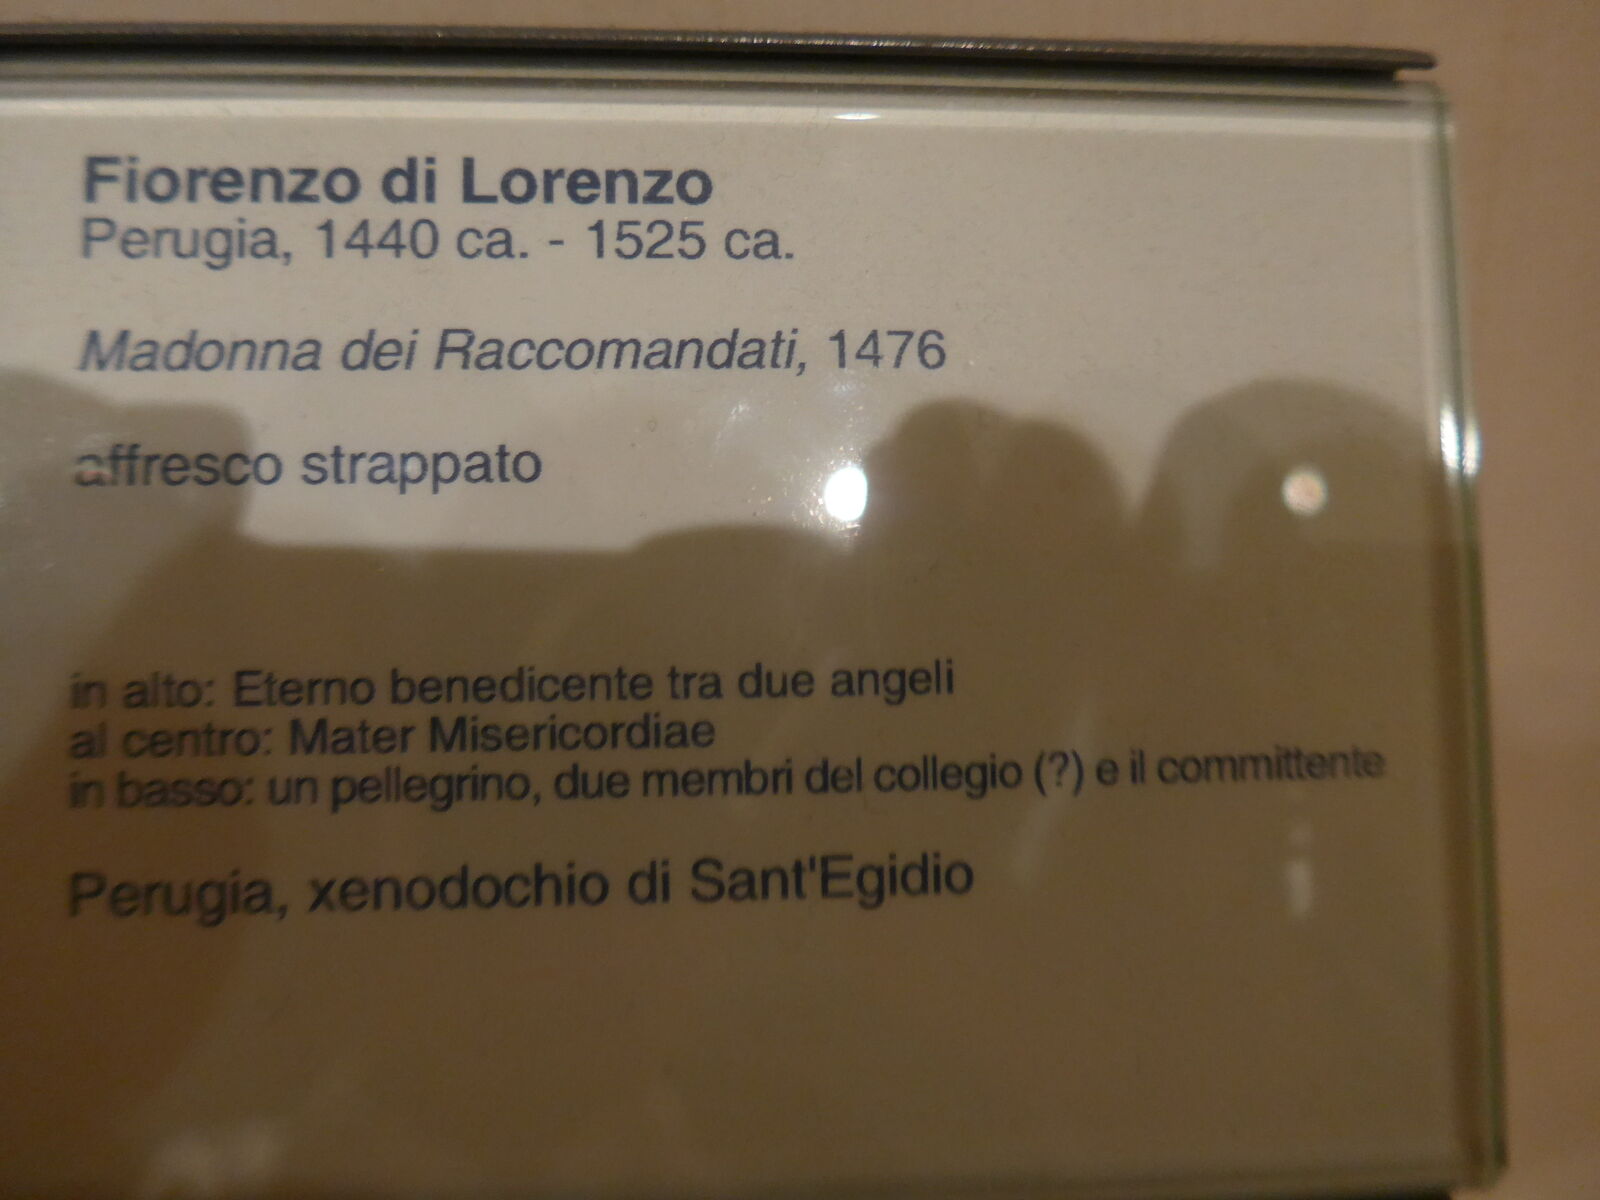 Fiorenzo di Lorenzo
Perugia, 1440 ca. - 1525 ca.
Madonna dei Raccomandati, 1476
affresco strappato
in alto: Eterno benedicente tra due angeli
al centro: Mater Misericordiae
in basso: un pellegrino, due membri del collegio (?) e il committente
Perugia, xenodochio di Sant'Egidio